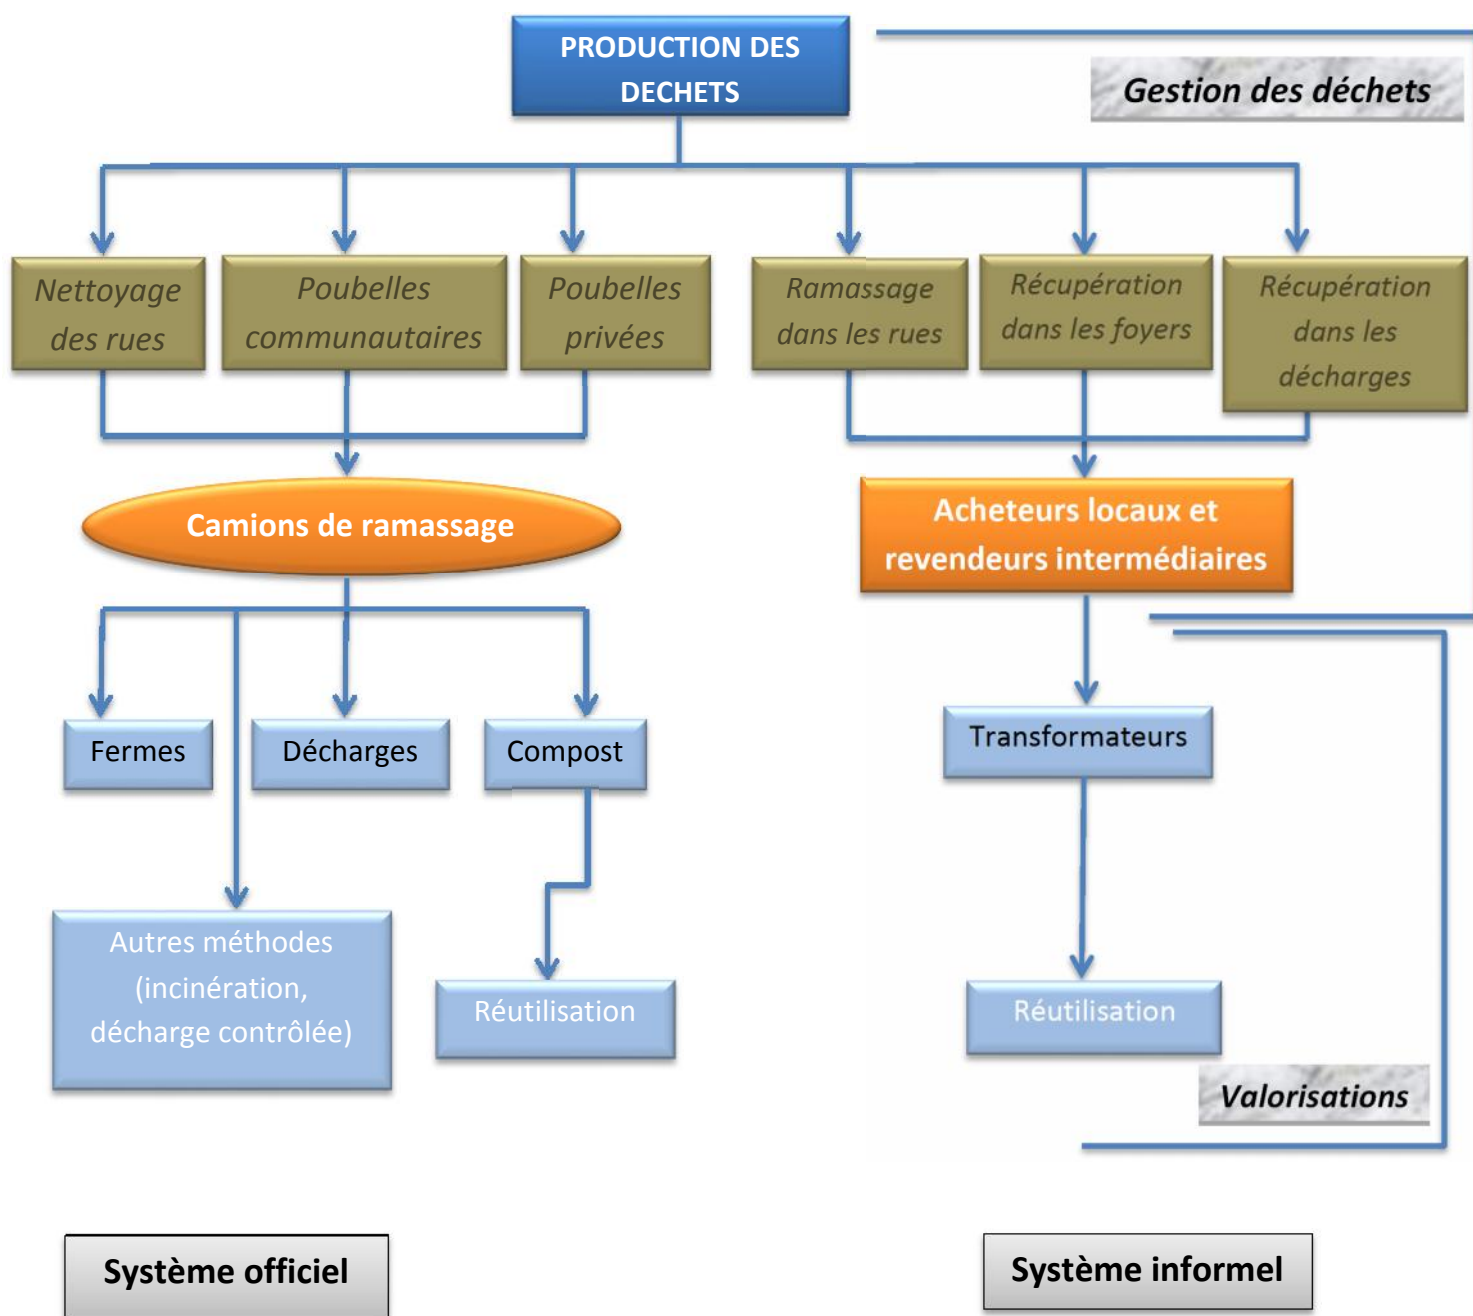 PRODUCTION DES
DECHETS
Gestion des déchets
Nettoyage
des rues
Poubelles
communautaires
Poubelles
privées
Ramassage
dans les rues
Récupération
dans les foyers
Récupération
dans les
décharges
Camions de ramassage
Acheteurs locaux et
revendeurs intermédiaires
Fermes
Décharges
Compost
Transformateurs
Autres méthodes
(incinération,
décharge contrôlée)
Réutilisation
Réutilisation
Valorisations
Système officiel
Système informel